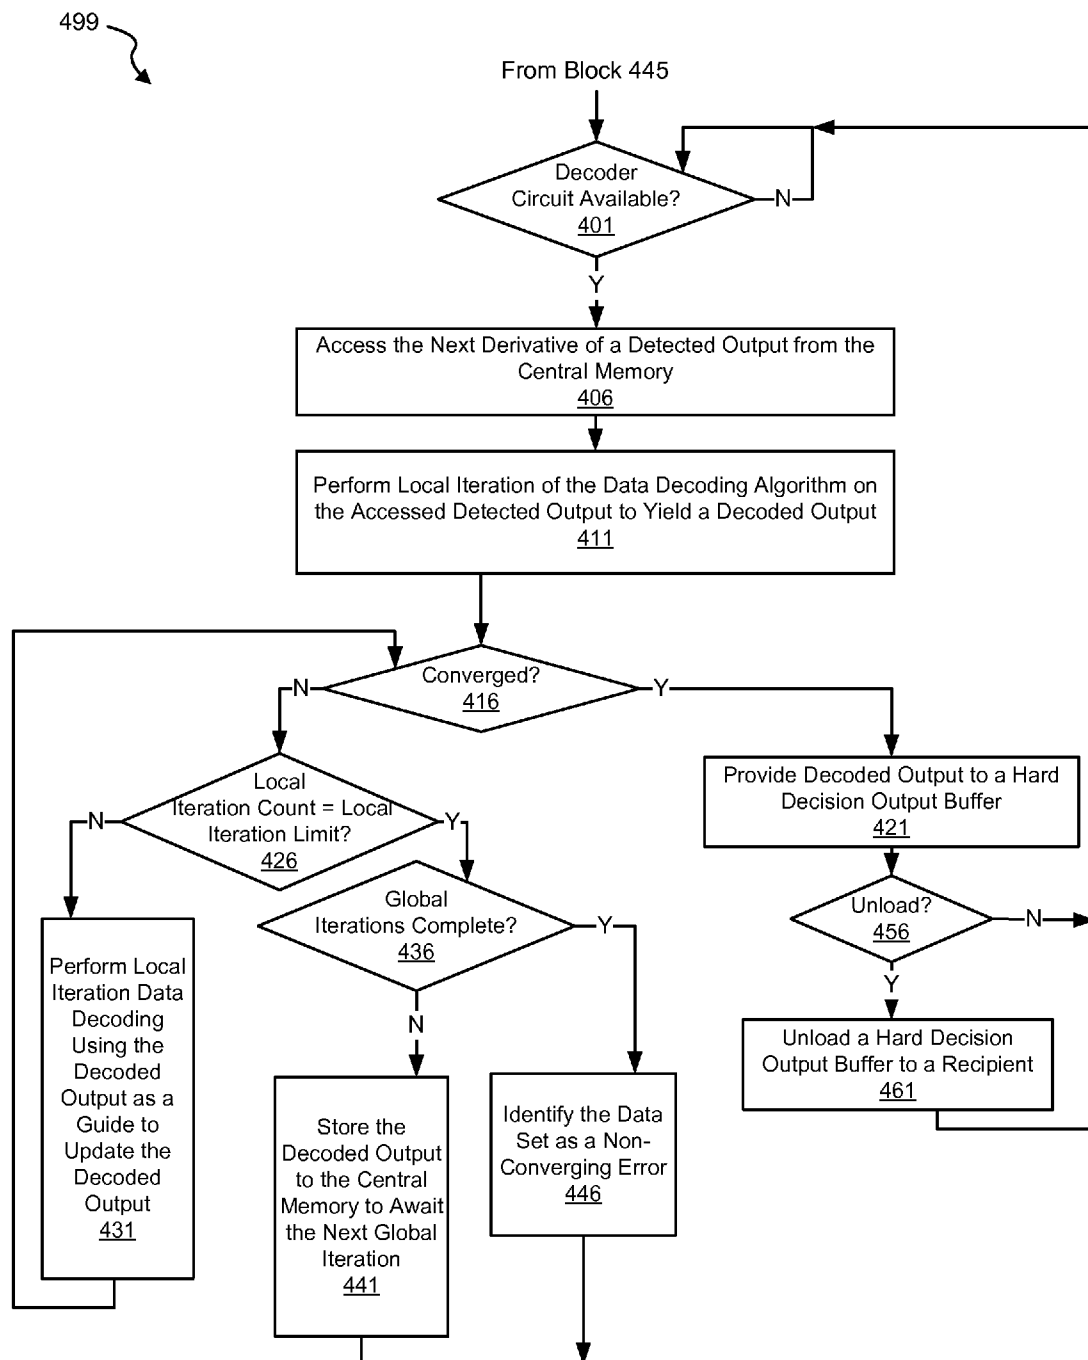 499
From Block 445
Decoder
Circuit Available?
401
N
Y
Access the Next Derivative of a Detected Output from the
Central Memory
406
Perform Local Iteration of the Data Decoding Algorithm on
the Accessed Detected Output to Yield a Decoded Output
411
Converged?
416
N
Y
Local
Iteration Count = Local
Iteration Limit?
426
N
Y
Provide Decoded Output to a Hard
Decision Output Buffer
421
Global
Iterations Complete?
436
Y
N
Unload?
456
N
Y
Perform Local
Iteration Data
Decoding
Using the
Decoded
Output as a
Guide to
Update the
Decoded
Output
431
Unload a Hard Decision
Output Buffer to a Recipient
461
Store the
Decoded Output
to the Central
Memory to Await
the Next Global
Iteration
441
Identify the Data
Set as a Non-
Converging Error
446